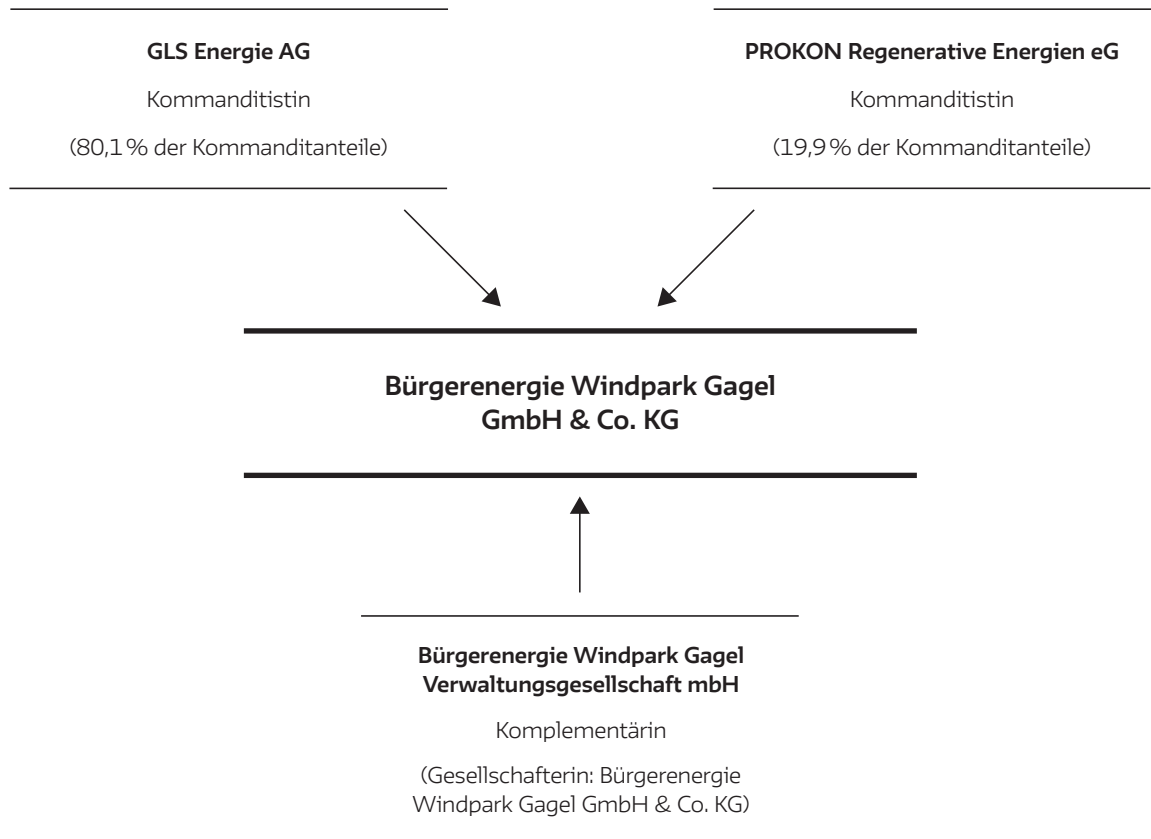 GLS Energie AG
Kommanditistin
(80,1 % der Kommanditanteile)
PROKON Regenerative Energien eG
Kommanditistin
(19,9 % der Kommanditanteile)
Bürgerenergie Windpark Gagel
GmbH & Co. KG
Bürgerenergie Windpark Gagel
Verwaltungsgesellschaft mbH
Komplementärin
(Gesellschafterin: Bürgerenergie
Windpark Gagel GmbH & Co. KG)